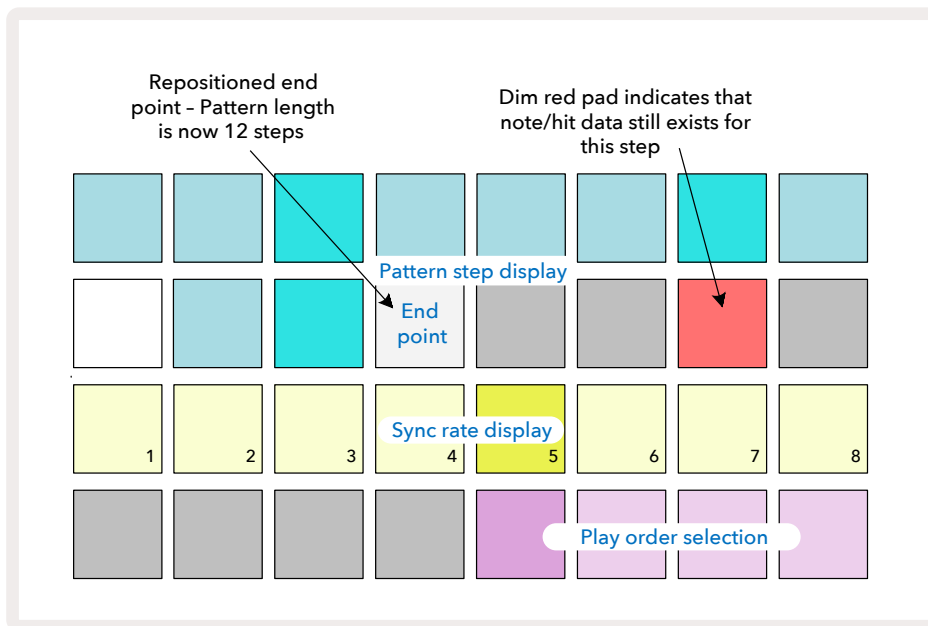 Repositioned end
point – Pattern length
is now 12 steps
Dim red pad indicates that
note/hit data still exists for
this step
Pattern step display
End
point
Sync rate display
1 2 3 4 5 6 7 8
Play order selection